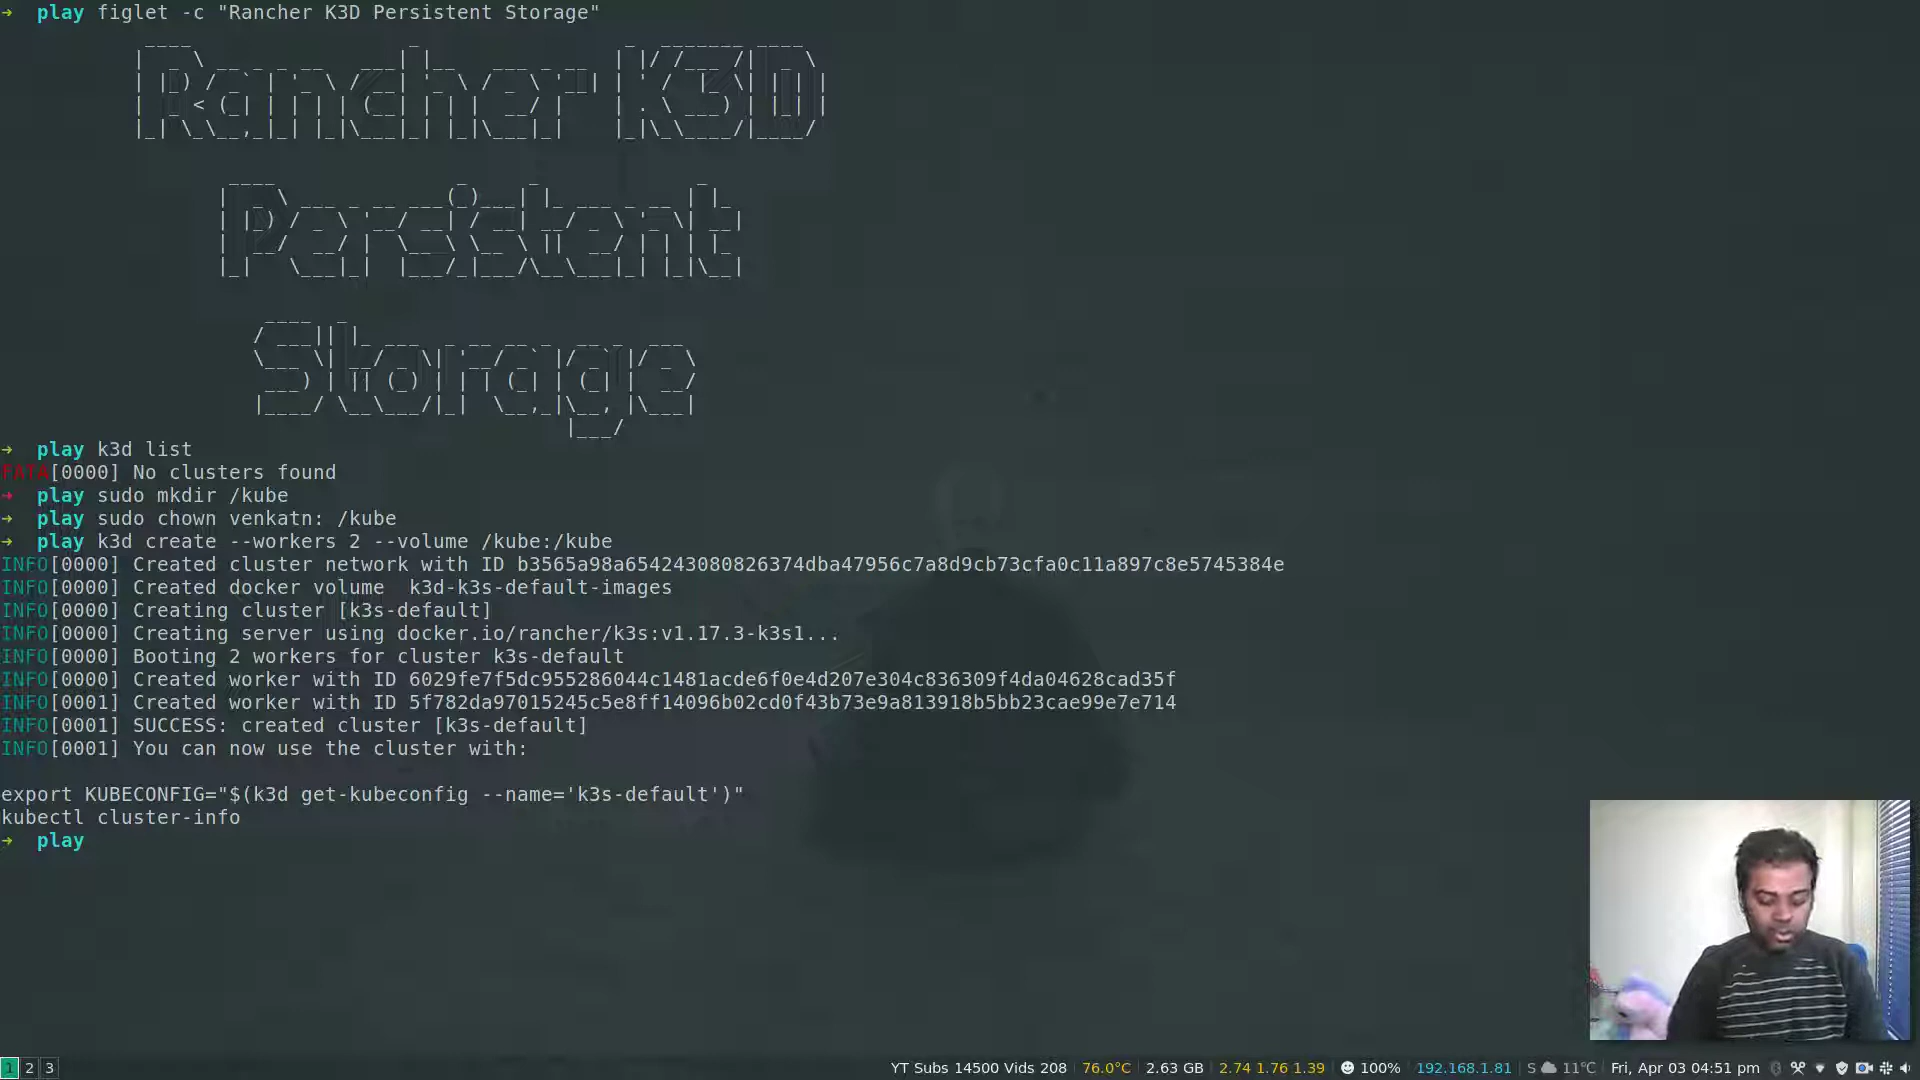 → play figlet -c "Rancher K3D Persistent Storage"
Rancher K3D
Persistent
Storage
→ play k3d list
FATA[0000] No clusters found
→ play sudo mkdir /kube
→ play sudo chown venkatn: /kube
→ play k3d create --workers 2 --volume /kube:/kube
INFO[0000] Created cluster network with ID b3565a98a654243080826374dba47956c7a8d9cb73cfa0c11a897c8e5745384e
INFO[0000] Created docker volume  k3d-k3s-default-images
INFO[0000] Creating cluster [k3s-default]
INFO[0000] Creating server using docker.io/rancher/k3s:v1.17.3-k3s1...
INFO[0000] Booting 2 workers for cluster k3s-default
INFO[0000] Created worker with ID 6029fe7f5dc955286044c1481acde6f0e4d207e304c836309f4da04628cad35f
INFO[0001] Created worker with ID 5f782da97015245c5e8ff14096b02cd0f43b73e9a813918b5bb23cae99e7e714
INFO[0001] SUCCESS: created cluster [k3s-default]
INFO[0001] You can now use the cluster with:
export KUBECONFIG="$(k3d get-kubeconfig --name='k3s-default')"
kubectl cluster-info
→ play
1 2 3 YT Subs 14500 Vids 208 76.0°C 2.63 GB 2.74 1.76 1.39 100% 192.168.1.81 S 11°C Fri, Apr 03 04:51 pm